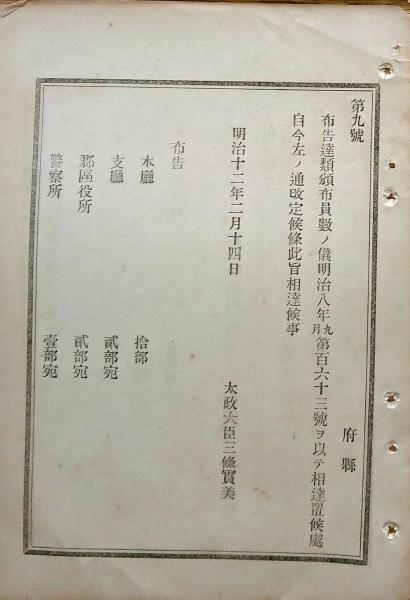 第九號
府縣
布告達類頒布員數ノ儀明治八年九月第百六十三號ヲ以テ相達置候處
自今左ノ通改定候條此旨相達候事
明治十二年二月十四日
太政大臣三條實美
布告
本廳 拾部
支廳 貳部宛
郡區役所 貳部宛
警察所 壹部宛